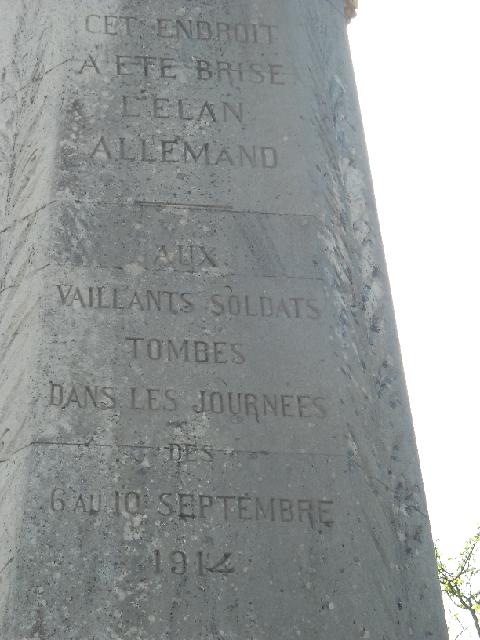 CET ENDROIT
A ETE BRISE
L'ELAN
ALLEMAND
AUX
VAILLANTS SOLDATS
TOMBES
DANS LES JOURNEES
DES
6 AU 10 SEPTEMBRE
1914